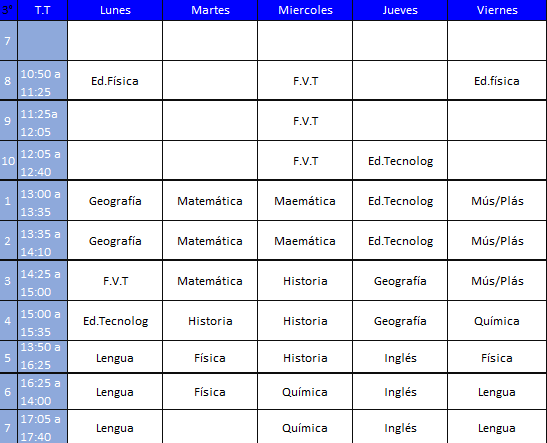 3° T.T Lunes Martes Miercoles Jueves Viernes
7
8 10:50 a 11:25 Ed.Física F.V.T Ed.física
9 11:25a 12:05 F.V.T
10 12:05 a 12:40 F.V.T Ed.Tecnolog
1 13:00 a 13:35 Geografía Matemática Maemática Ed.Tecnolog Mús/Plás
2 13:35 a 14:10 Geografía Matemática Maemática Ed.Tecnolog Mús/Plás
3 14:25 a 15:00 F.V.T Matemática Historia Geografía Mús/Plás
4 15:00 a 15:35 Ed.Tecnolog Historia Historia Geografía Química
5 13:50 a 16:25 Lengua Física Historia Inglés Física
6 16:25 a 14:00 Lengua Física Química Inglés Lengua
7 17:05 a 17:40 Lengua Química Inglés Lengua